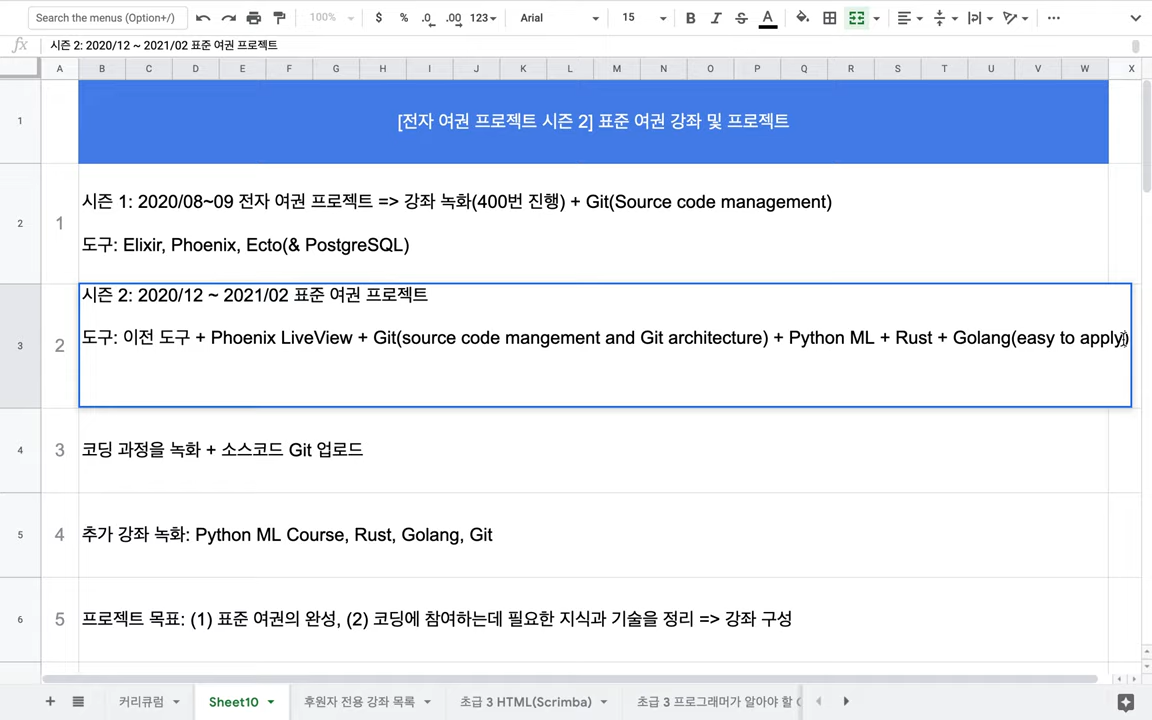 Search the menus (Option+/)
100%
$ % .0 .00 123
Arial
15
B I S A
fx
시즌 2: 2020/12 ~ 2021/02 표준 여권 프로젝트
A B C D E F G H I J K L M N O P Q R S T U V W X
1
[전자 여권 프로젝트 시즌 2] 표준 여권 강좌 및 프로젝트
2
1
시즌 1: 2020/08~09 전자 여권 프로젝트 => 강좌 녹화(400번 진행) + Git(Source code management)
도구: Elixir, Phoenix, Ecto(& PostgreSQL)
3
2
시즌 2: 2020/12 ~ 2021/02 표준 여권 프로젝트
도구: 이전 도구 + Phoenix LiveView + Git(source code mangement and Git architecture) + Python ML + Rust + Golang(easy to apply)
4
3
코딩 과정을 녹화 + 소스코드 Git 업로드
5
4
추가 강좌 녹화: Python ML Course, Rust, Golang, Git
6
5
프로젝트 목표: (1) 표준 여권의 완성, (2) 코딩에 참여하는데 필요한 지식과 기술을 정리 => 강좌 구성
커리큘럼
Sheet10
후원자 전용 강좌 목록
초급 3 HTML(Scrimba)
초급 3 프로그래머가 알아야 할